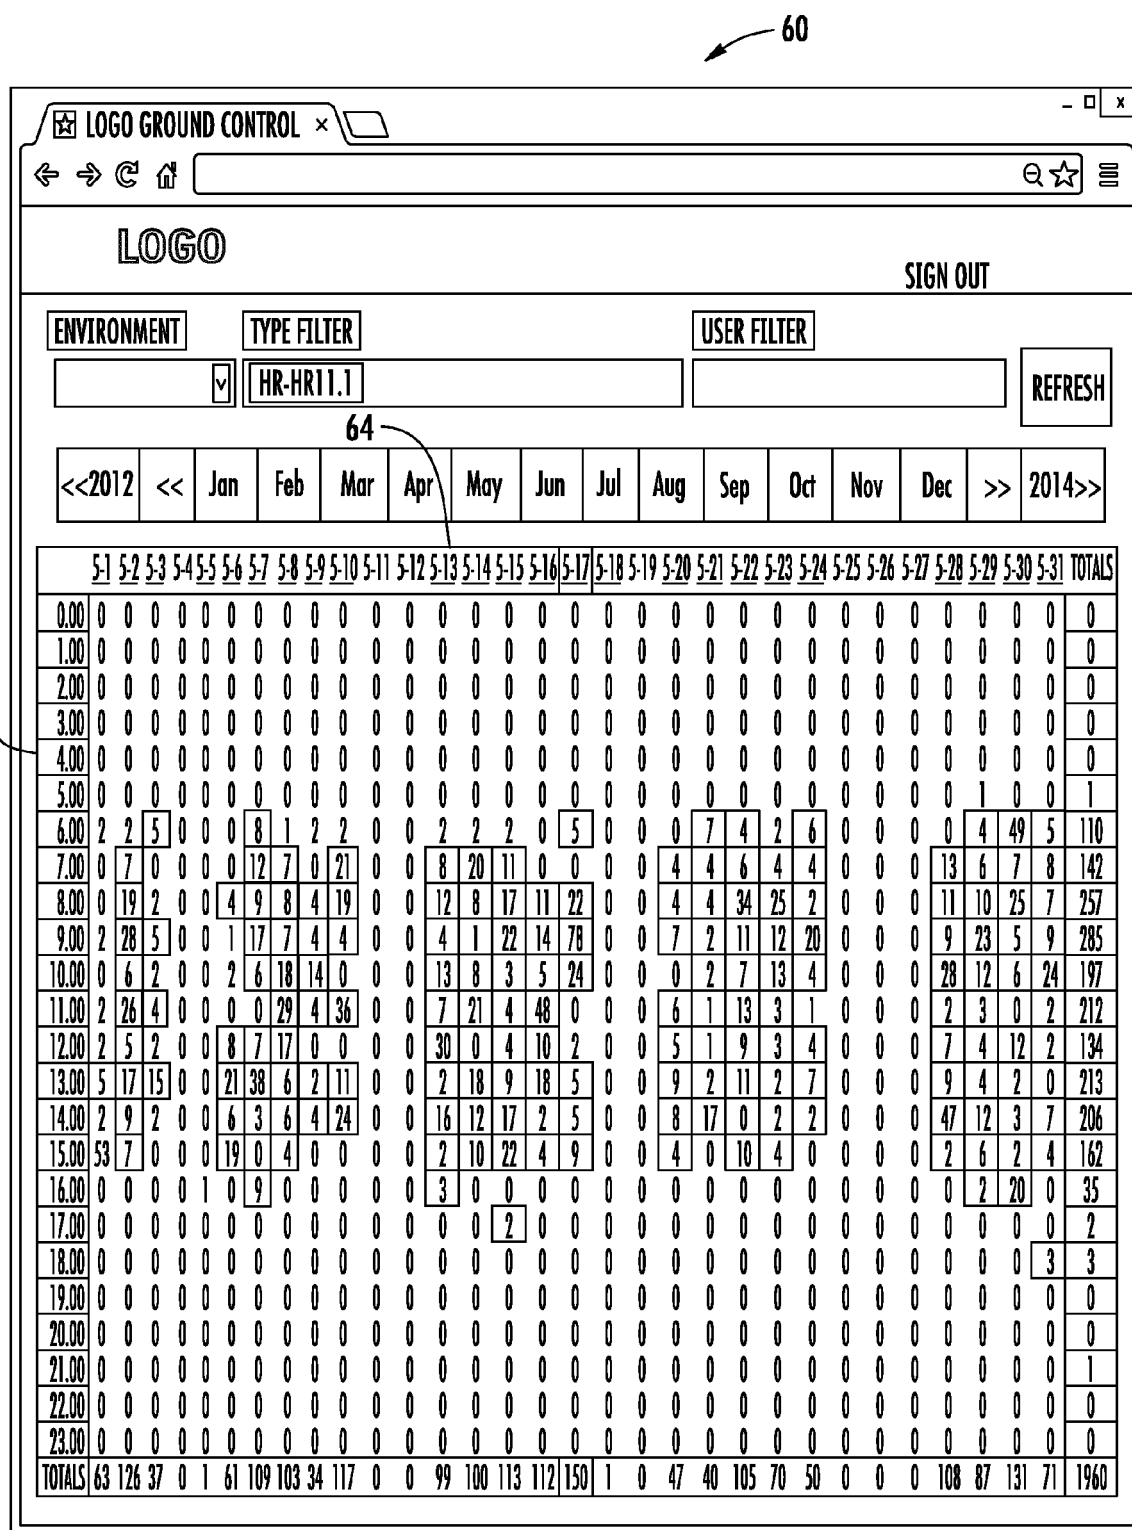 60
_ □ x
LOGO GROUND CONTROL ×
LOGO
SIGN OUT
ENVIRONMENT TYPE FILTER USER FILTER
HR-HR11.1 REFRESH
64
<<2012 << Jan Feb Mar Apr May Jun Jul Aug Sep Oct Nov Dec >> 2014>>
5-1 5-2 5-3 5-4 5-5 5-6 5-7 5-8 5-9 5-10 5-11 5-12 5-13 5-14 5-15 5-16 5-17 5-18 5-19 5-20 5-21 5-22 5-23 5-24 5-25 5-26 5-27 5-28 5-29 5-30 5-31 TOTALS
0.00 0 0 0 0 0 0 0 0 0 0 0 0 0 0 0 0 0 0 0 0 0 0 0 0 0 0 0 0 0 0 0 0
1.00 0 0 0 0 0 0 0 0 0 0 0 0 0 0 0 0 0 0 0 0 0 0 0 0 0 0 0 0 0 0 0 0
2.00 0 0 0 0 0 0 0 0 0 0 0 0 0 0 0 0 0 0 0 0 0 0 0 0 0 0 0 0 0 0 0 0
3.00 0 0 0 0 0 0 0 0 0 0 0 0 0 0 0 0 0 0 0 0 0 0 0 0 0 0 0 0 0 0 0 0
4.00 0 0 0 0 0 0 0 0 0 0 0 0 0 0 0 0 0 0 0 0 0 0 0 0 0 0 0 0 0 0 0 0
5.00 0 0 0 0 0 0 0 0 0 0 0 0 0 0 0 0 0 0 0 0 0 0 0 0 0 0 0 0 1 0 0 1
6.00 2 2 5 0 0 0 8 1 2 2 0 0 2 2 2 0 5 0 0 0 7 4 2 6 0 0 0 0 4 49 5 110
7.00 0 7 0 0 0 0 12 7 0 21 0 0 8 20 11 0 0 0 0 4 4 6 4 4 0 0 0 13 6 7 8 142
8.00 0 19 2 0 0 4 9 8 4 19 0 0 12 8 17 11 22 0 0 4 4 34 25 2 0 0 0 11 10 25 7 257
9.00 2 28 5 0 0 1 17 7 4 4 0 0 4 1 22 14 78 0 0 7 2 11 12 20 0 0 0 9 23 5 9 285
10.00 0 6 2 0 0 2 6 18 14 0 0 0 13 8 3 5 24 0 0 0 2 7 13 4 0 0 0 28 12 6 24 197
11.00 2 26 4 0 0 0 0 29 4 36 0 0 7 21 4 48 0 0 0 6 1 13 3 1 0 0 0 2 3 0 2 212
12.00 2 5 2 0 0 8 7 17 0 0 0 0 30 0 4 10 2 0 0 5 1 9 3 4 0 0 0 7 4 12 2 134
13.00 5 17 15 0 0 21 38 6 2 11 0 0 2 18 9 18 5 0 0 9 2 11 2 7 0 0 0 9 4 2 0 213
14.00 2 9 2 0 0 6 3 6 4 24 0 0 16 12 17 2 5 0 0 8 17 0 2 2 0 0 0 47 12 3 7 206
15.00 53 7 0 0 0 19 0 4 0 0 0 0 2 10 22 4 9 0 0 4 0 10 4 0 0 0 0 2 6 2 4 162
16.00 0 0 0 0 1 0 9 0 0 0 0 0 3 0 0 0 0 0 0 0 0 0 0 0 0 0 0 0 2 20 0 35
17.00 0 0 0 0 0 0 0 0 0 0 0 0 0 0 2 0 0 0 0 0 0 0 0 0 0 0 0 0 0 0 0 2
18.00 0 0 0 0 0 0 0 0 0 0 0 0 0 0 0 0 0 0 0 0 0 0 0 0 0 0 0 0 0 0 3 3
19.00 0 0 0 0 0 0 0 0 0 0 0 0 0 0 0 0 0 0 0 0 0 0 0 0 0 0 0 0 0 0 0 0
20.00 0 0 0 0 0 0 0 0 0 0 0 0 0 0 0 0 0 0 0 0 0 0 0 0 0 0 0 0 0 0 0 0
21.00 0 0 0 0 0 0 0 0 0 0 0 0 0 0 0 0 0 0 0 0 0 0 0 0 0 0 0 0 0 0 0 1
22.00 0 0 0 0 0 0 0 0 0 0 0 0 0 0 0 0 0 0 0 0 0 0 0 0 0 0 0 0 0 0 0 0
23.00 0 0 0 0 0 0 0 0 0 0 0 0 0 0 0 0 0 0 0 0 0 0 0 0 0 0 0 0 0 0 0 0
TOTALS 63 126 37 0 1 61 109 103 34 117 0 0 99 100 113 112 150 1 0 47 40 105 70 50 0 0 0 108 87 131 71 1960